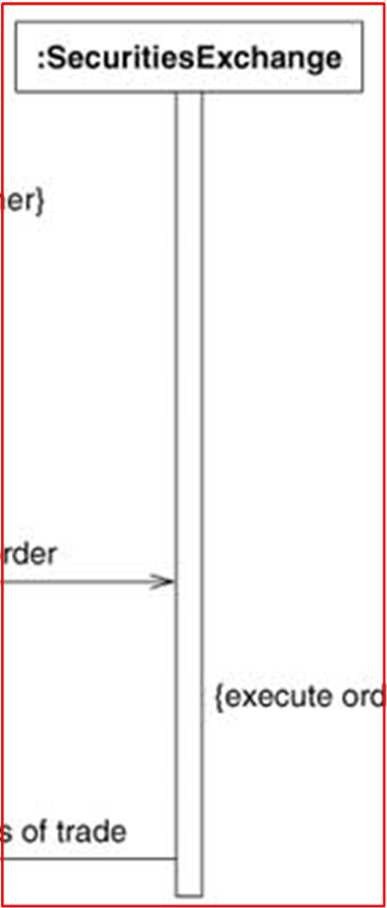 :SecuritiesExchange
er}
rder
{execute ord
s of trade